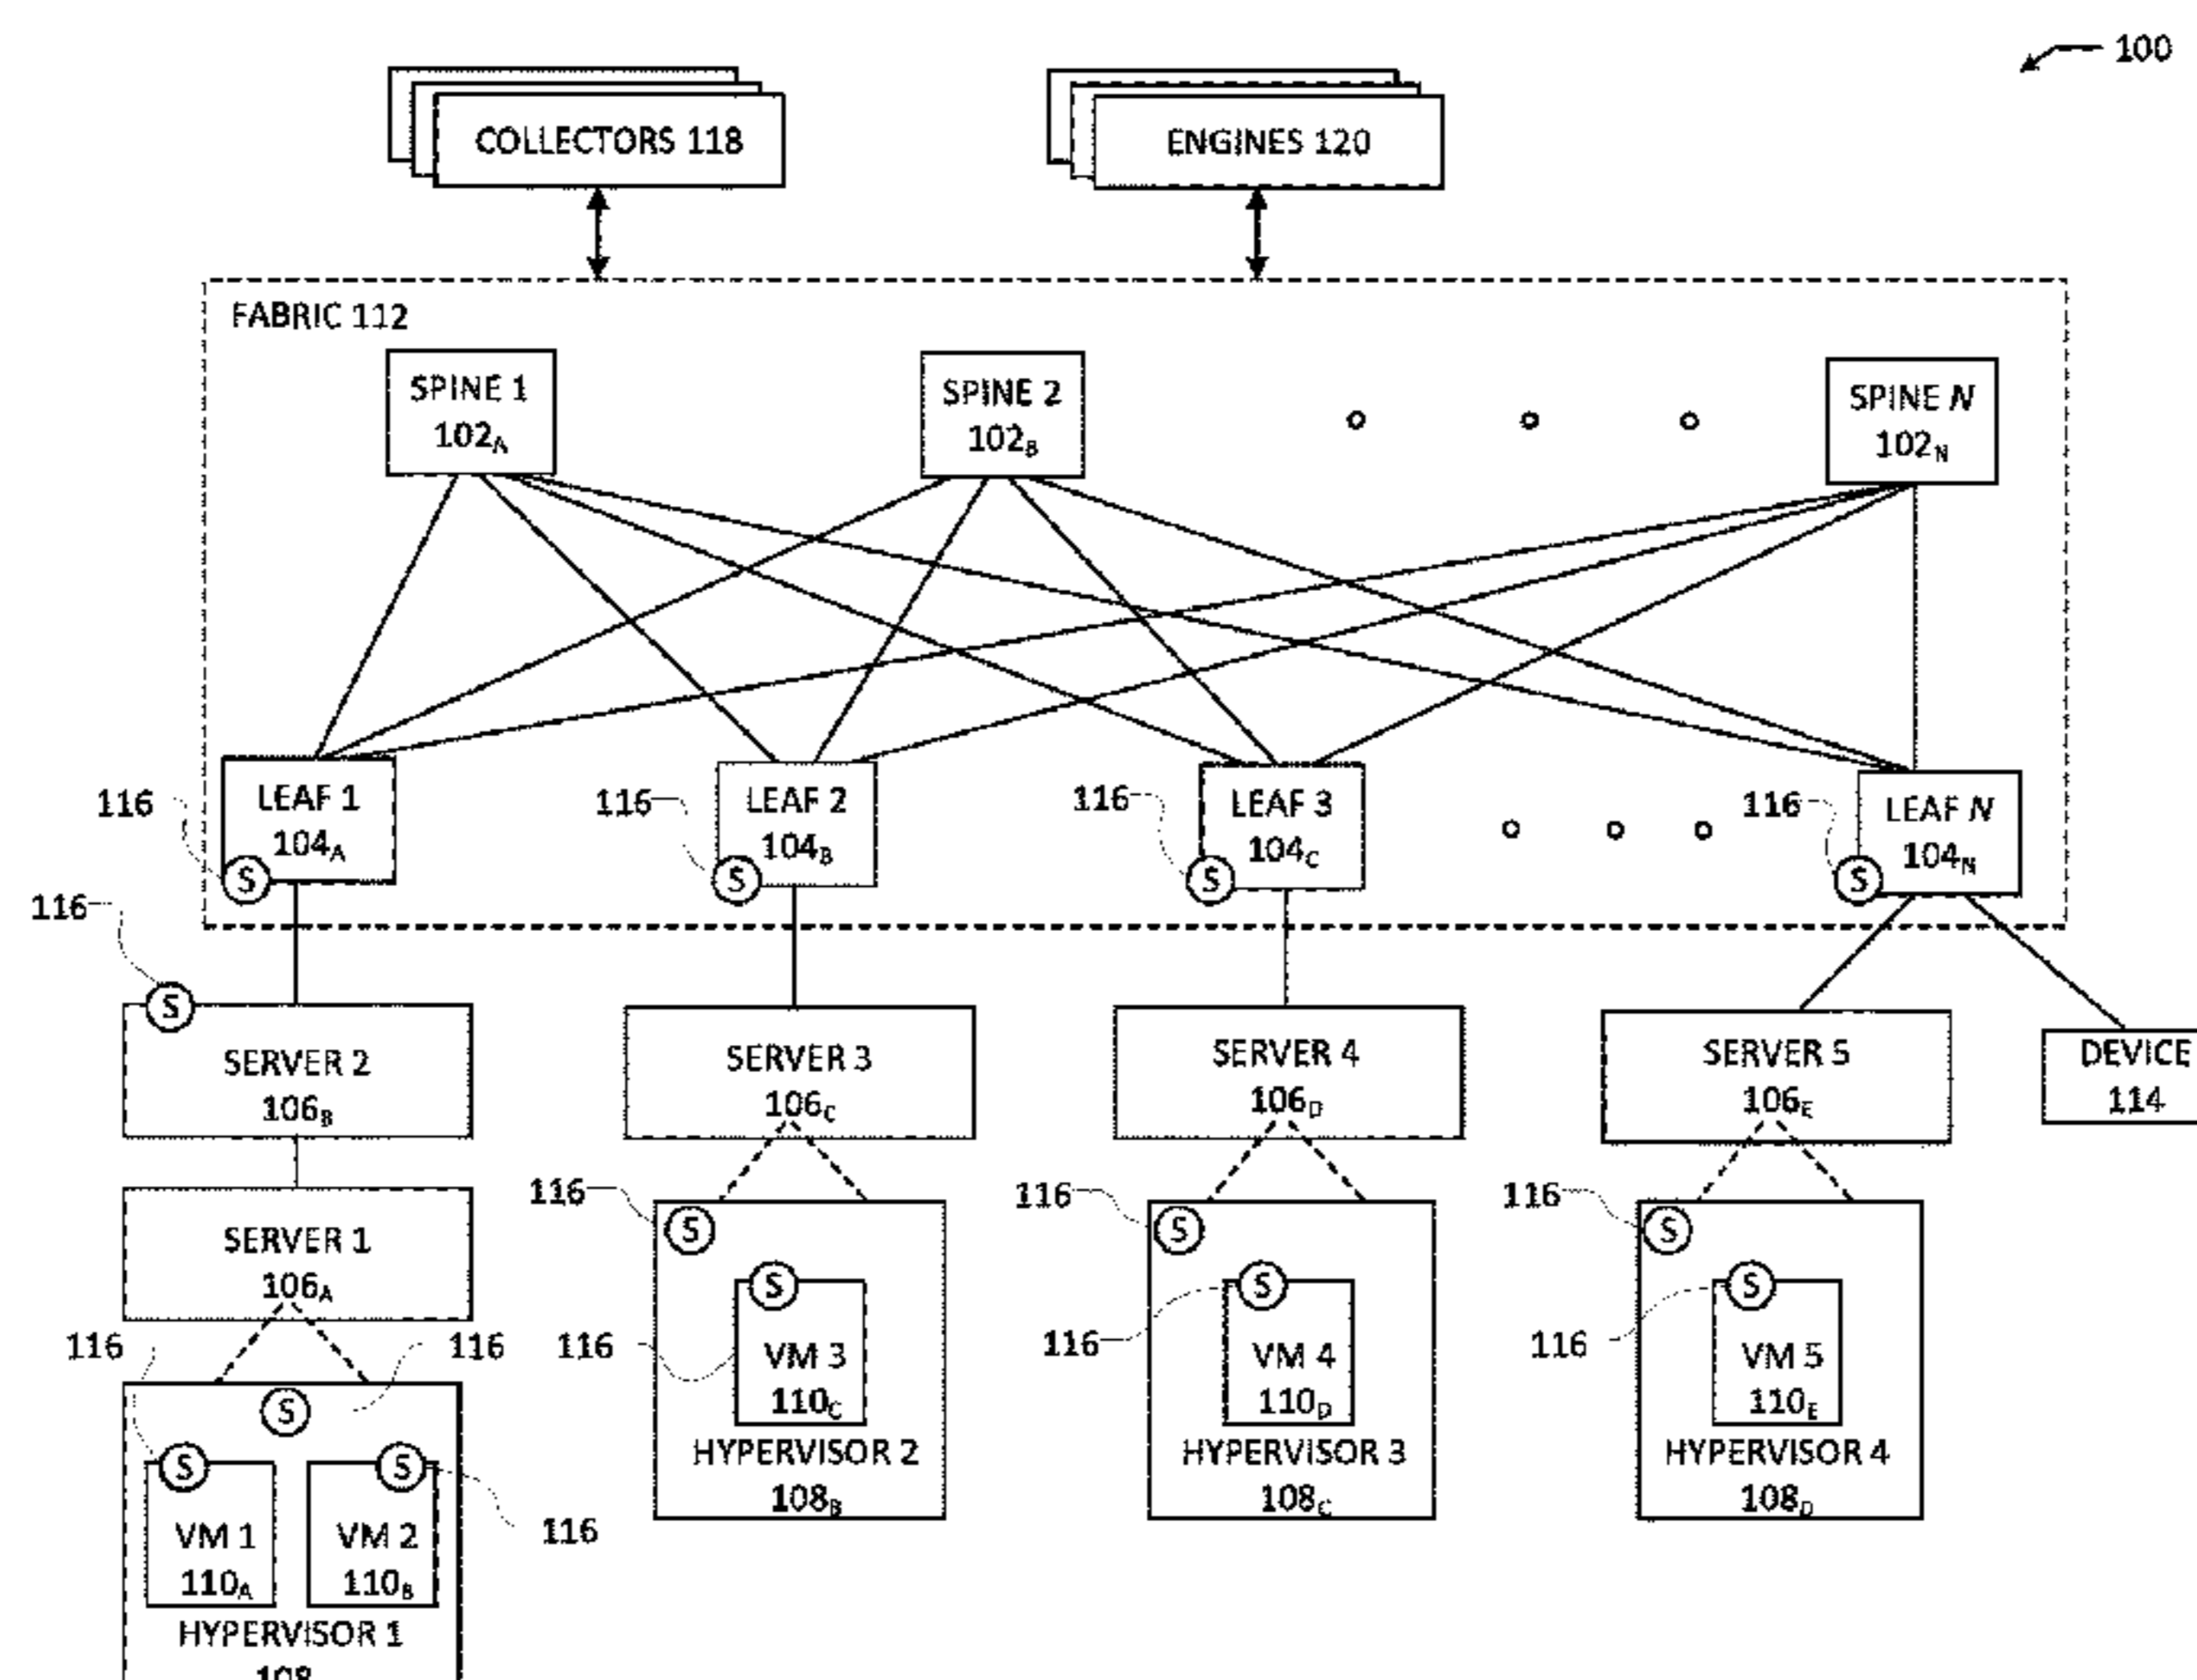 100
COLLECTORS 118
ENGINES 120
FABRIC 112
SPINE 1
102A
SPINE 2
102B
SPINE N
102N
116
LEAF 1
104A
S
116
LEAF 2
104B
S
116
LEAF 3
104C
S
116
LEAF N
104N
S
116
S
SERVER 2
106B
SERVER 3
106C
SERVER 4
106D
SERVER 5
106E
DEVICE
114
SERVER 1
106A
116
S
116
S
116
S
116
116
S
S
VM 1
110A
S
VM 2
110B
116
HYPERVISOR 1
108
116
S
VM 3
110C
HYPERVISOR 2
108B
116
S
VM 4
110D
HYPERVISOR 3
108C
116
S
VM 5
110E
HYPERVISOR 4
108D